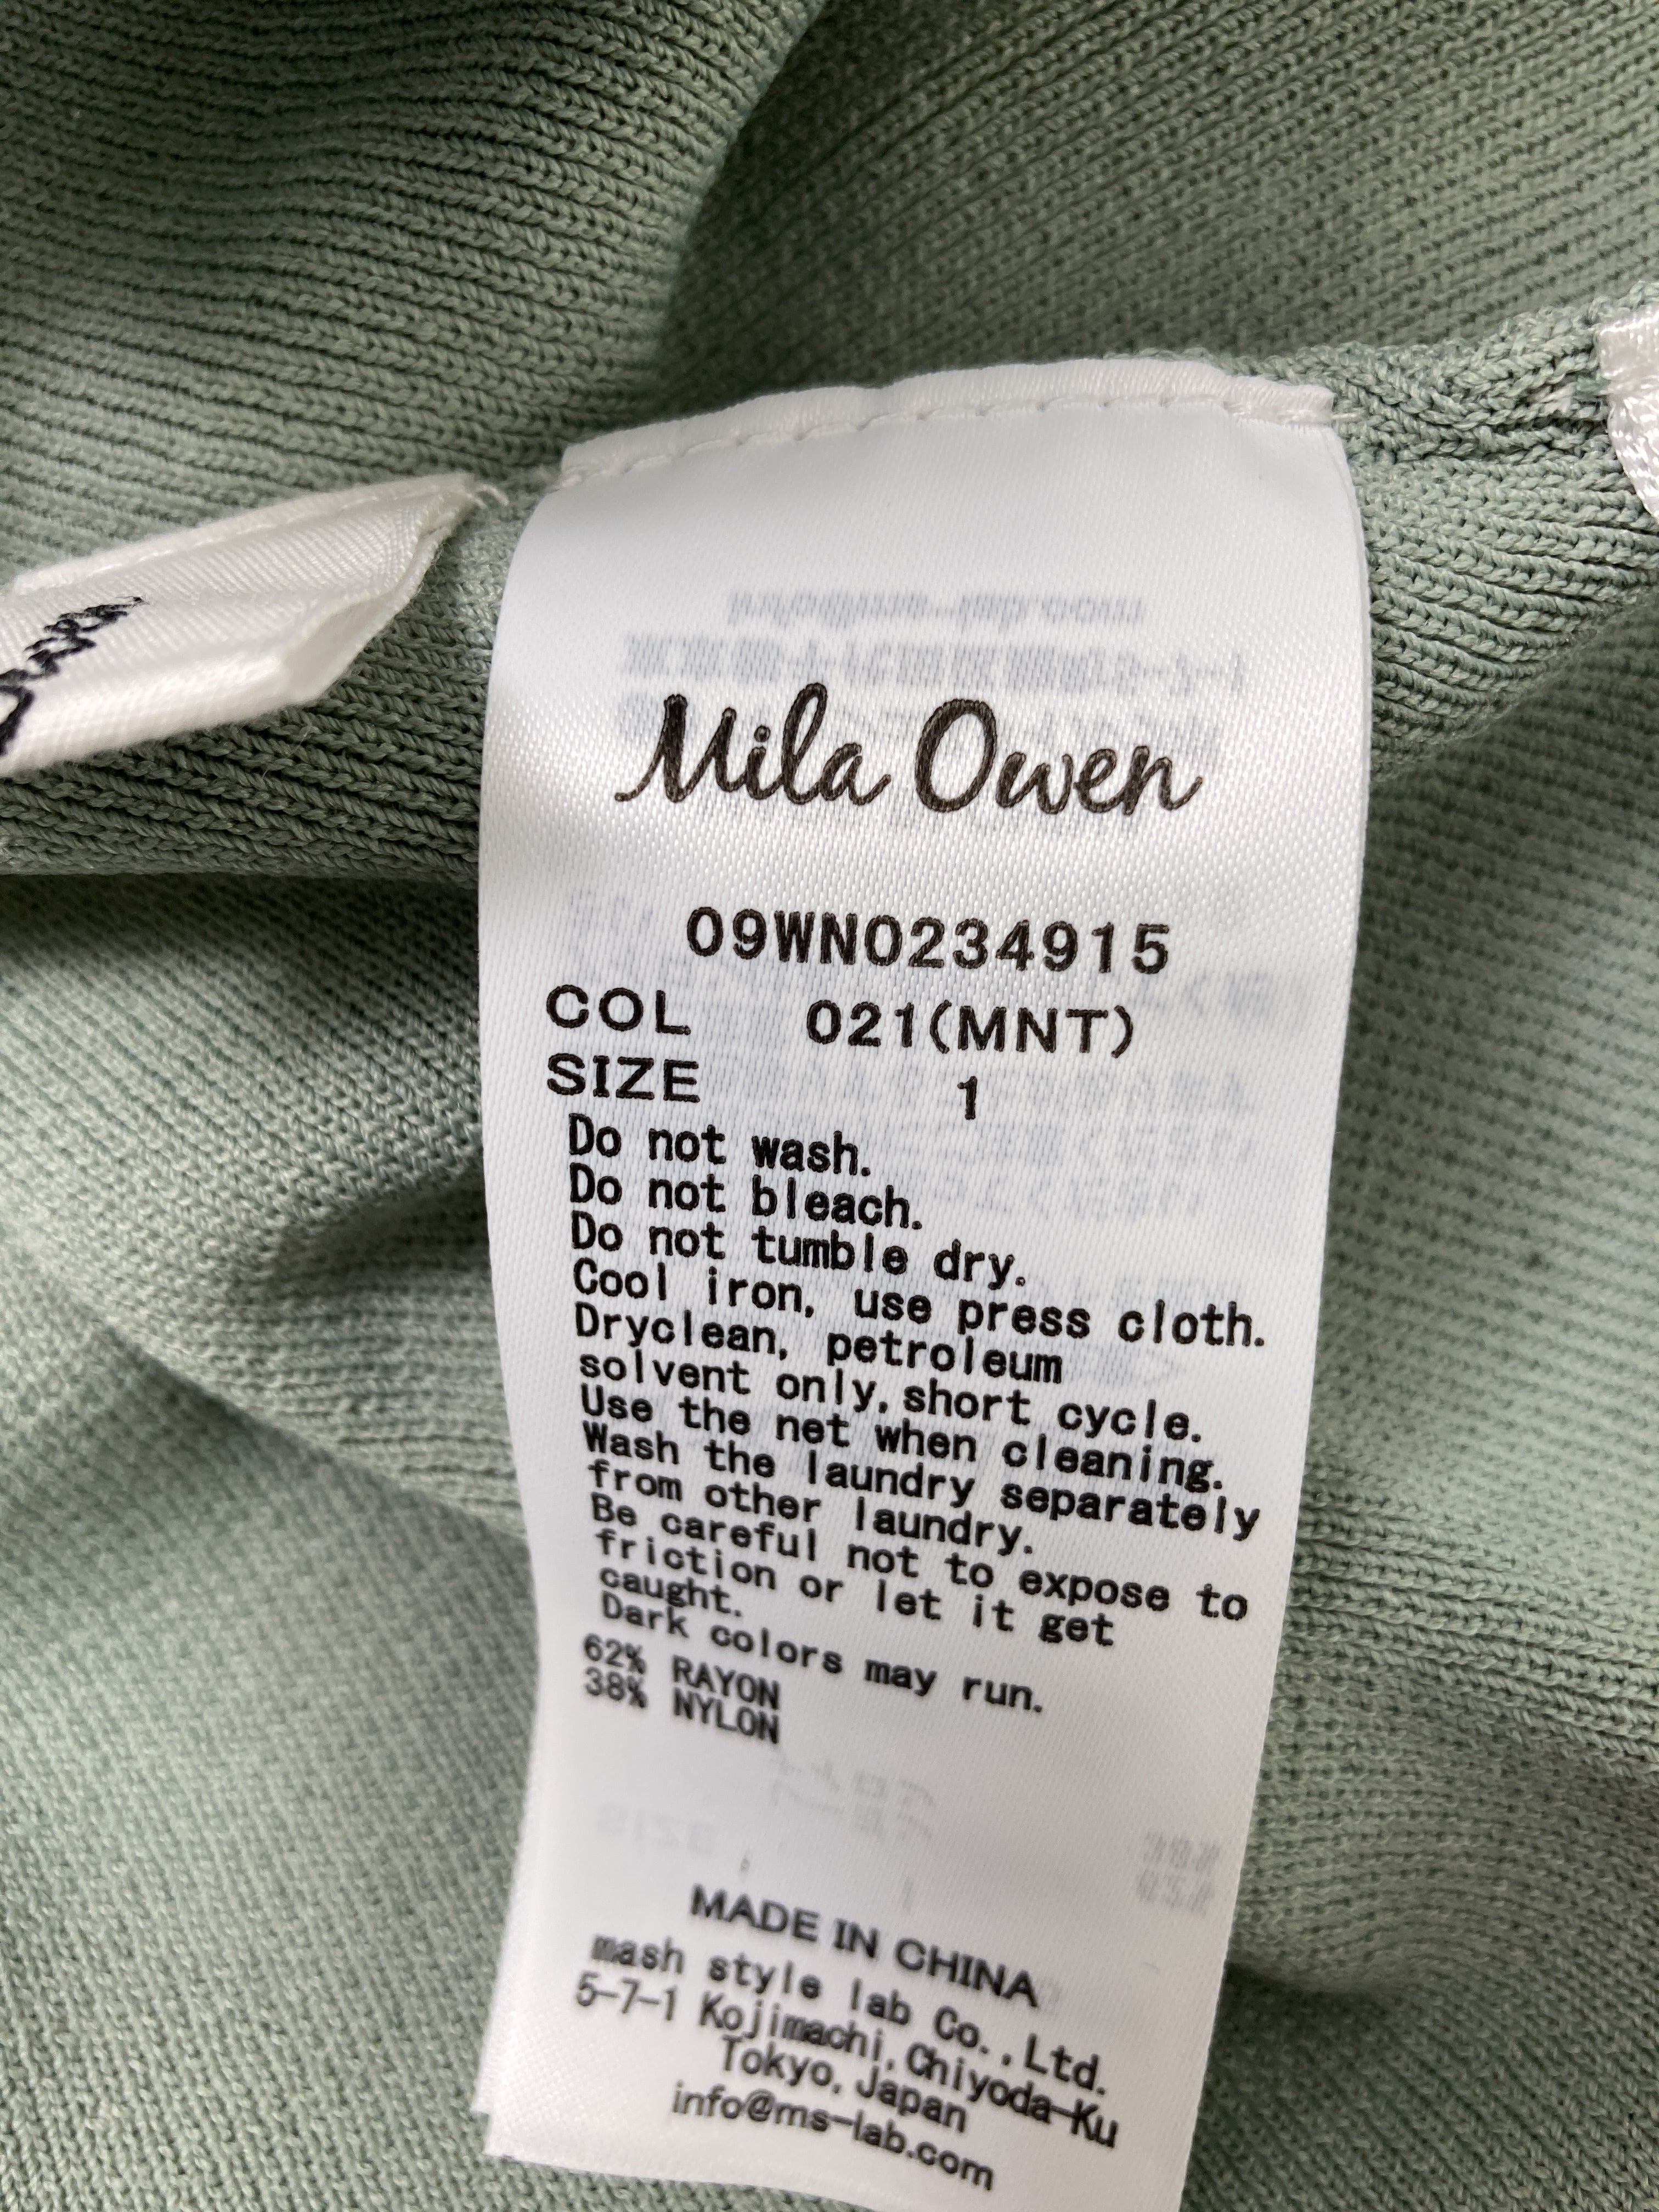 Mila Owen
09WNO234915
COL 021(MNT)
SIZE 1
Do not wash.
Do not bleach.
Do not tumble dry.
Cool iron, use press cloth.
Dryclean, petroleum
solvent only,short cycle.
Use the net when cleaning.
Wash the laundry separately
from other laundry.
Be careful not to expose to
friction or let it get
caught.
Dark colors may run.
62% RAYON
38% NYLON
MADE IN CHINA
mash style lab Co.,Ltd.
5-7-1 Kojimachi,Chiyoda-Ku
Tokyo,Japan
info@ms-lab.com